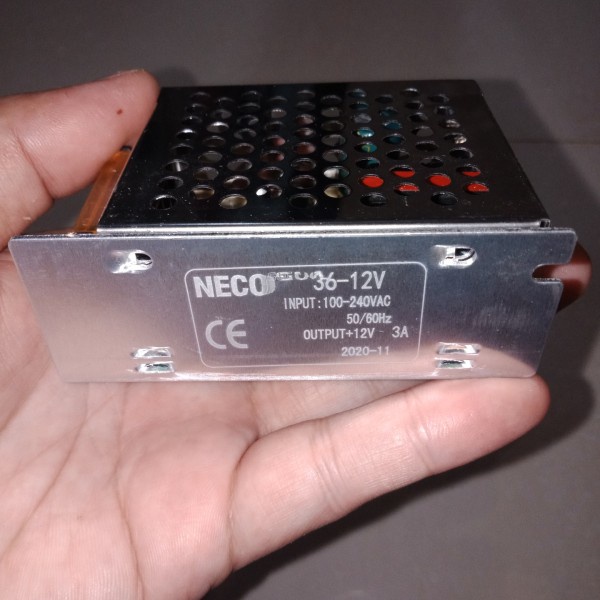 NECO 36-12V
INPUT:100-240VAC
50/60Hz
OUTPUT+12V - 3A
CE
2020-11